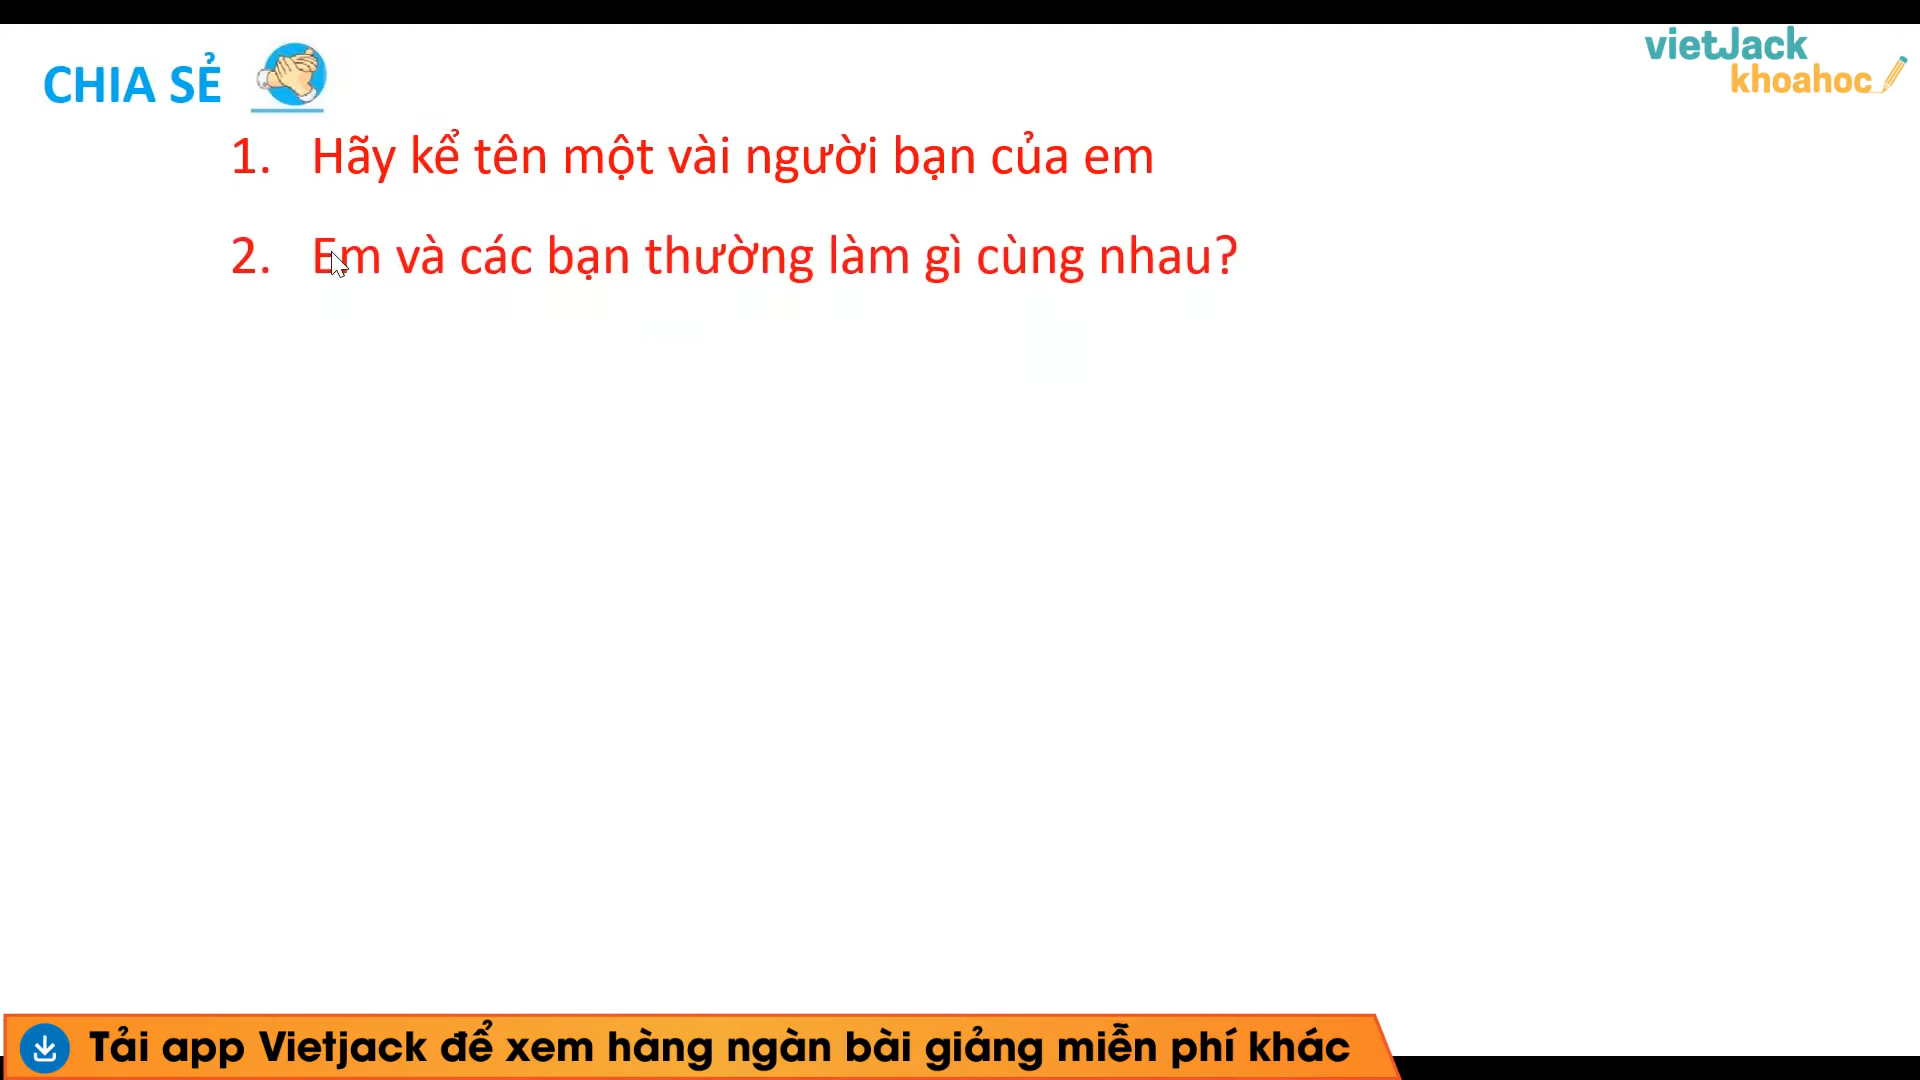 CHIA SẺ
vietJack
khoahoc
1. Hãy kể tên một vài người bạn của em
2. Em và các bạn thường làm gì cùng nhau?
Tải app Vietjack để xem hàng ngàn bài giảng miễn phí khác